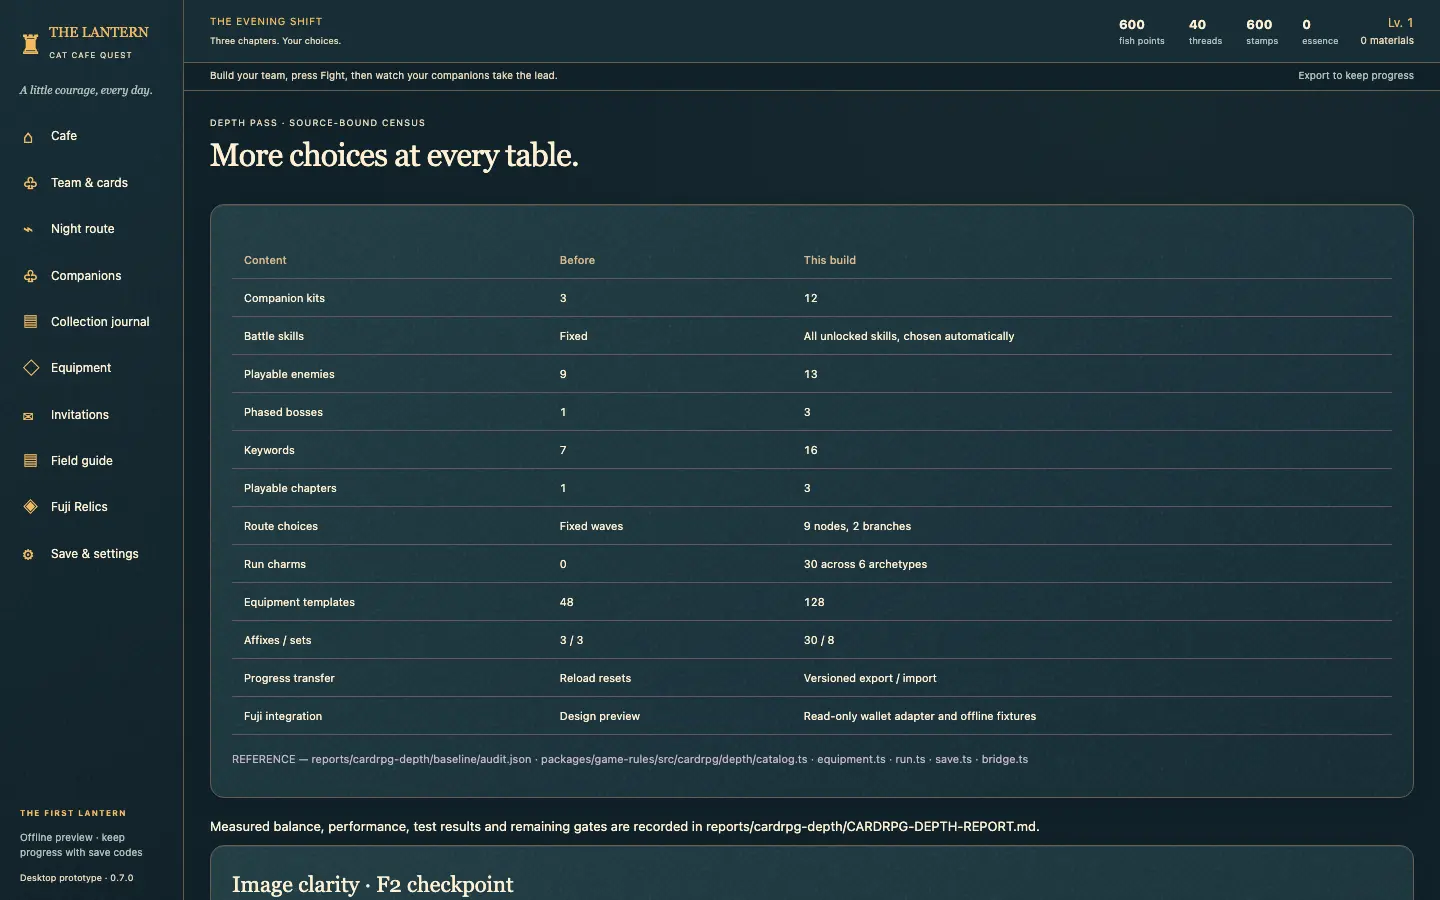 THE LANTERN
CAT CAFE QUEST
A little courage, every day.
Cafe
Team & cards
Night route
Companions
Collection journal
Equipment
Invitations
Field guide
Fuji Relics
Save & settings
THE FIRST LANTERN
Offline preview · keep
progress with save codes
Desktop prototype · 0.7.0
THE EVENING SHIFT
Three chapters. Your choices.
600 fish points
40 threads
600 stamps
0 essence
Lv. 1
0 materials
Build your team, press Fight, then watch your companions take the lead.
Export to keep progress
DEPTH PASS · SOURCE-BOUND CENSUS
More choices at every table.
Content Before This build
Companion kits 3 12
Battle skills Fixed All unlocked skills, chosen automatically
Playable enemies 9 13
Phased bosses 1 3
Keywords 7 16
Playable chapters 1 3
Route choices Fixed waves 9 nodes, 2 branches
Run charms 0 30 across 6 archetypes
Equipment templates 48 128
Affixes / sets 3 / 3 30 / 8
Progress transfer Reload resets Versioned export / import
Fuji integration Design preview Read-only wallet adapter and offline fixtures
REFERENCE — reports/cardrpg-depth/baseline/audit.json · packages/game-rules/src/cardrpg/depth/catalog.ts · equipment.ts · run.ts · save.ts · bridge.ts
Measured balance, performance, test results and remaining gates are recorded in reports/cardrpg-depth/CARDRPG-DEPTH-REPORT.md.
Image clarity · F2 checkpoint